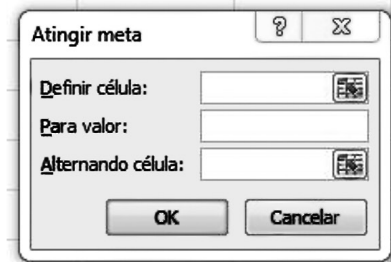 Atingir meta
Definir célula:
Para valor:
Alternando célula:
OK
Cancelar